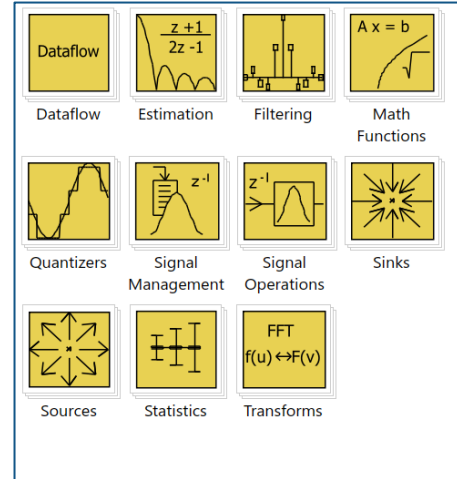 Dataflow
z +1
2z -1
A x = b
Dataflow
Estimation
Filtering
Math
Functions
z⁻¹
z⁻¹
Quantizers
Signal
Management
Signal
Operations
Sinks
FFT
f(u) ↔F(v)
Sources
Statistics
Transforms